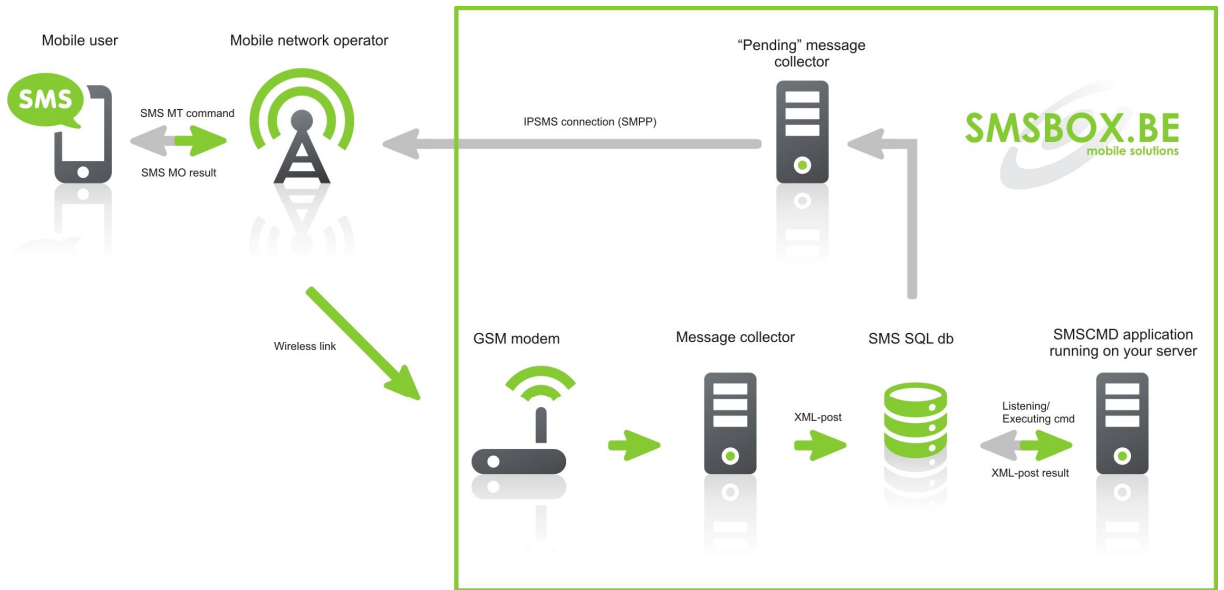 Mobile user
Mobile network operator
"Pending" message
collector
SMS
SMS MT command
SMS MO result
IPSMS connection (SMPP)
SMSBOX.BE
mobile solutions
Wireless link
GSM modem
Message collector
SMS SQL db
SMSCMD application
running on your server
XML-post
Listening/
Executing cmd
XML-post result